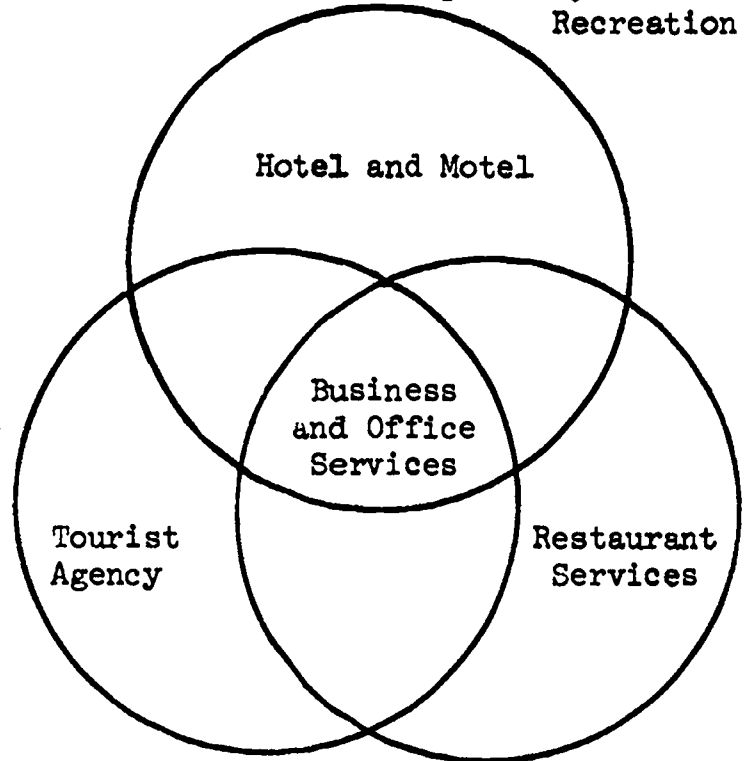 Recreation
Hotel and Motel
Business
and Office
Services
Tourist
Agency
Restaurant
Services